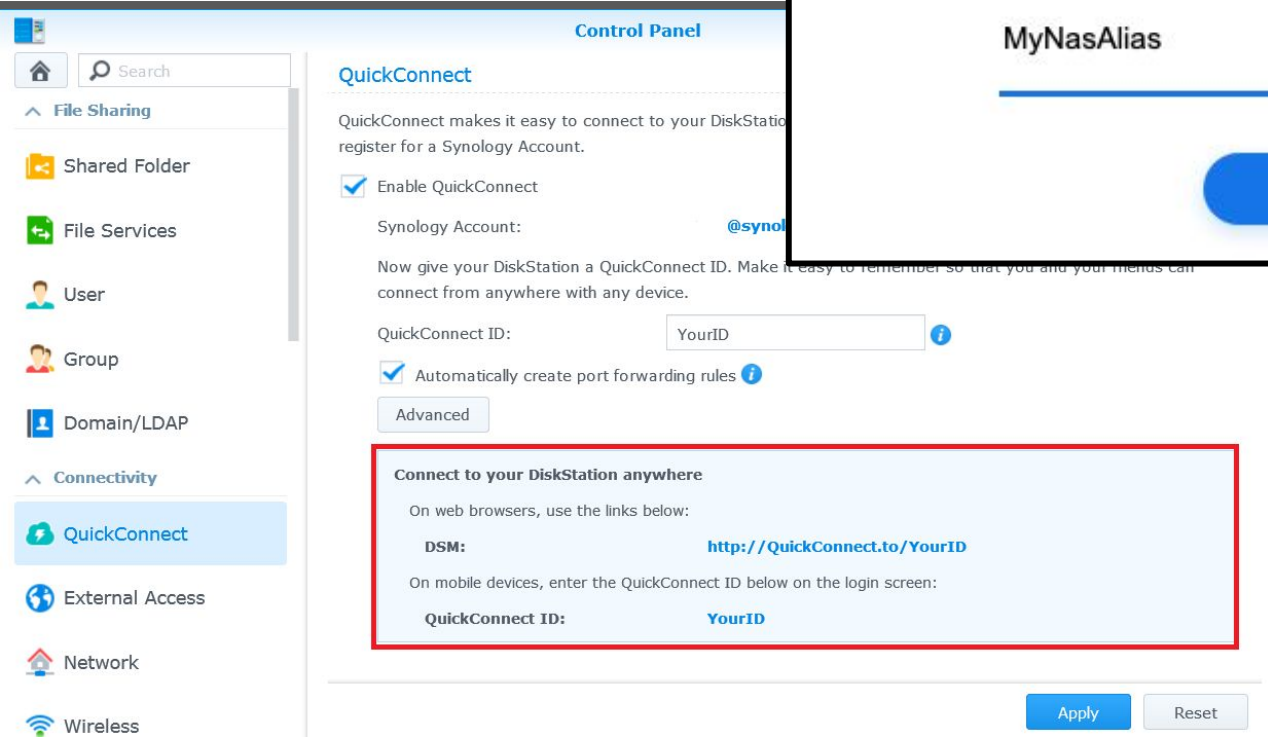 Control Panel
MyNasAlias
Search
File Sharing
Shared Folder
File Services
User
Group
Domain/LDAP
Connectivity
QuickConnect
External Access
Network
Wireless
QuickConnect
QuickConnect makes it easy to connect to your
register for a Synology Account.
Enable QuickConnect
Synology Account:
Now give your DiskStation a QuickConnect ID. Make it easy to remember so that you and your can
connect from anywhere with any device.
QuickConnect ID:
YourID
Automatically create port forwarding rules
Advanced
Connect to your DiskStation anywhere
On web browsers, use the links below:
DSM:
http://QuickConnect.to/YourID
On mobile devices, enter the QuickConnect ID below on the login screen:
QuickConnect ID:
YourID
Apply
Reset